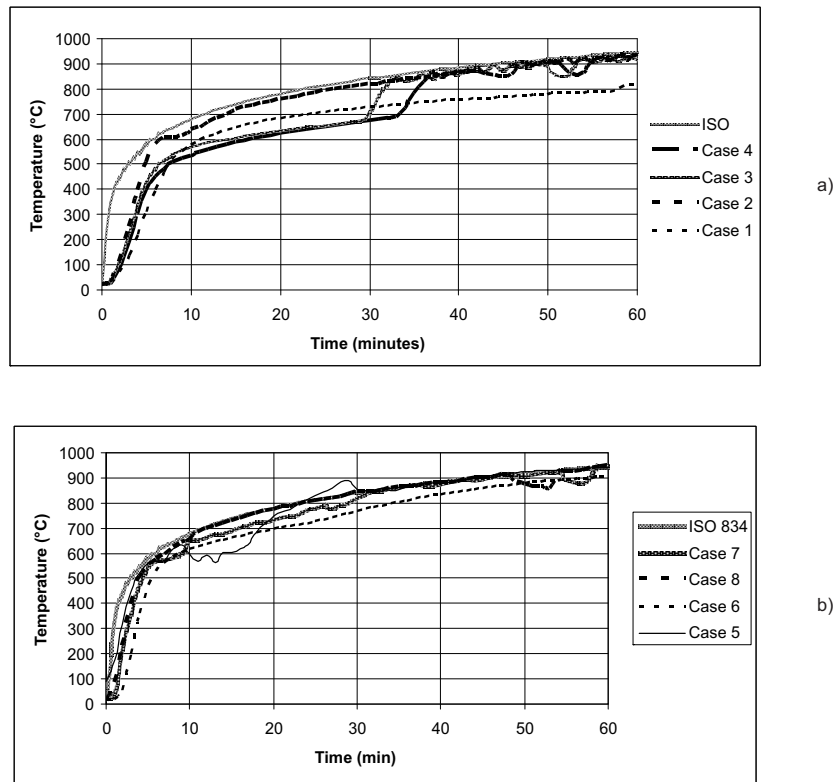 1000
900
800
700
600
500
400
300
200
100
0
Temperature (°C)
0 10 20 30 40 50 60
Time (minutes)
ISO
Case 4
Case 3
Case 2
Case 1
a)
1000
900
800
700
600
500
400
300
200
100
0
Temperature (°C)
0 10 20 30 40 50 60
Time (min)
ISO 834
Case 7
Case 8
Case 6
Case 5
b)